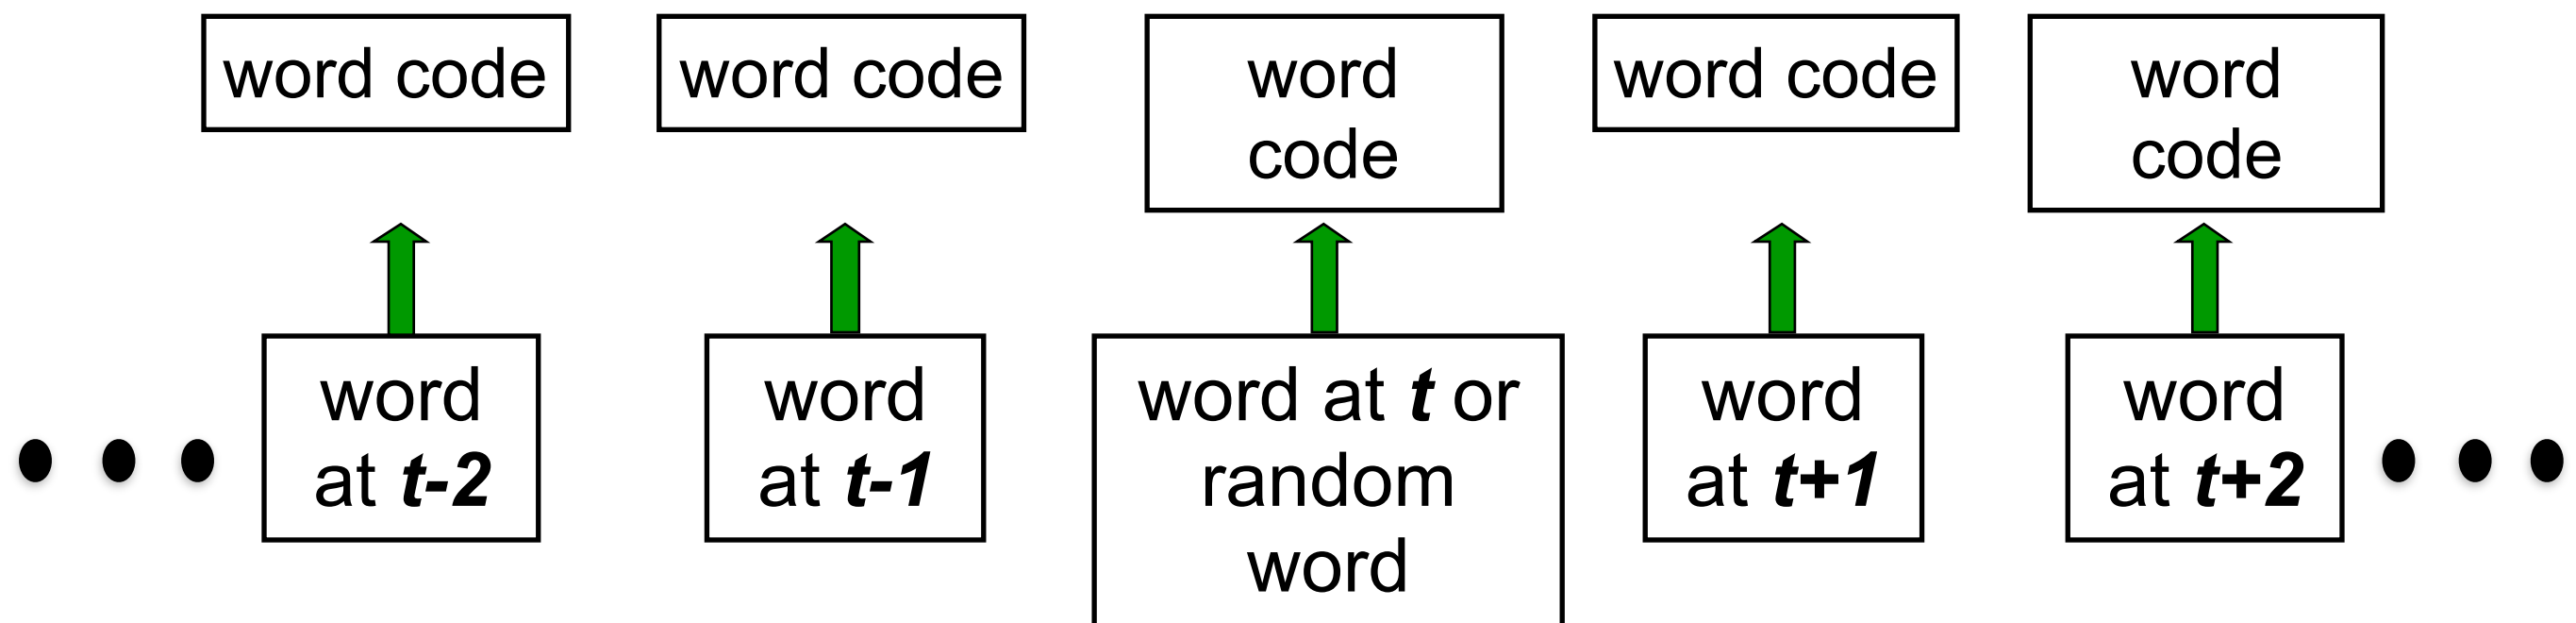 word code
word code
word
code
word code
word
code
word
at t-2
word
at t-1
word at t or
random
word
word
at t+1
word
at t+2